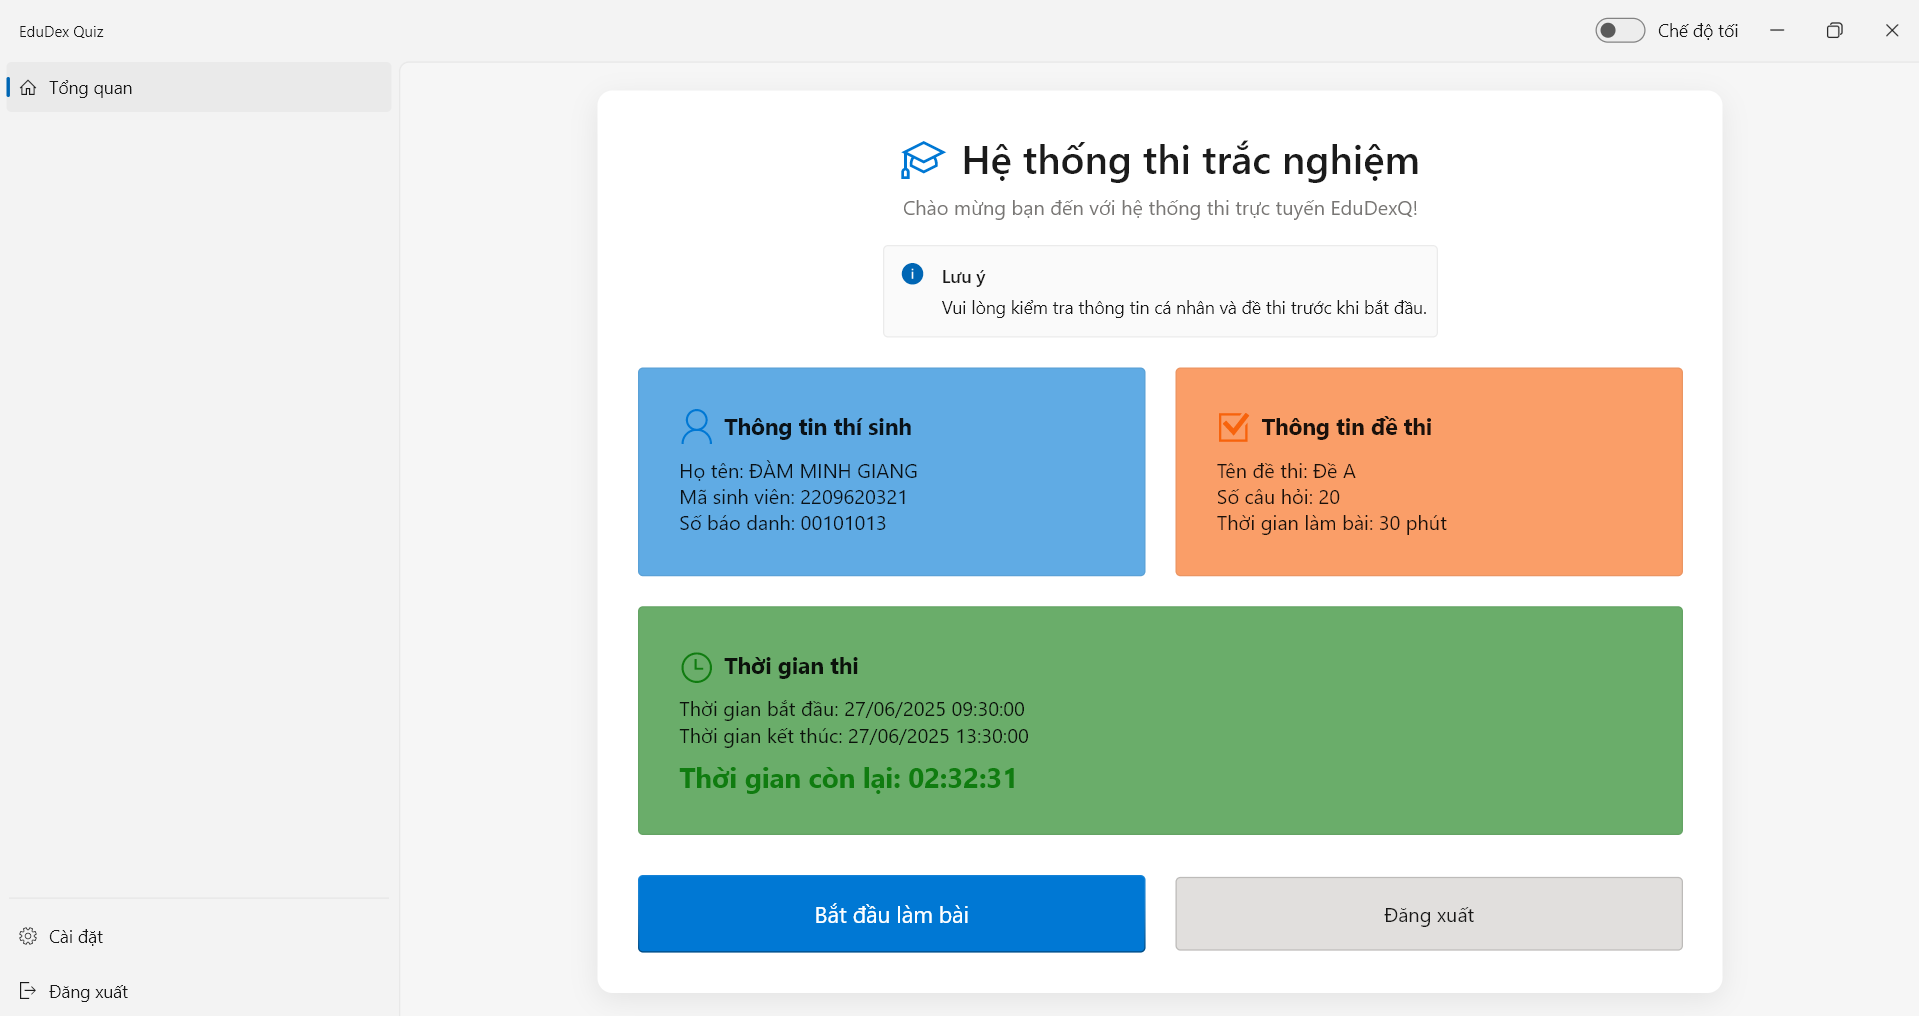 EduDex Quiz
Chế độ tối
Tổng quan
Hệ thống thi trắc nghiệm
Chào mừng bạn đến với hệ thống thi trực tuyến EduDexQ!
Lưu ý
Vui lòng kiểm tra thông tin cá nhân và đề thi trước khi bắt đầu.
Thông tin thí sinh
Họ tên: ĐÀM MINH GIANG
Mã sinh viên: 2209620321
Số báo danh: 00101013
Thông tin đề thi
Tên đề thi: Đề A
Số câu hỏi: 20
Thời gian làm bài: 30 phút
Thời gian thi
Thời gian bắt đầu: 27/06/2025 09:30:00
Thời gian kết thúc: 27/06/2025 13:30:00
Thời gian còn lại: 02:32:31
Bắt đầu làm bài
Đăng xuất
Cài đặt
Đăng xuất